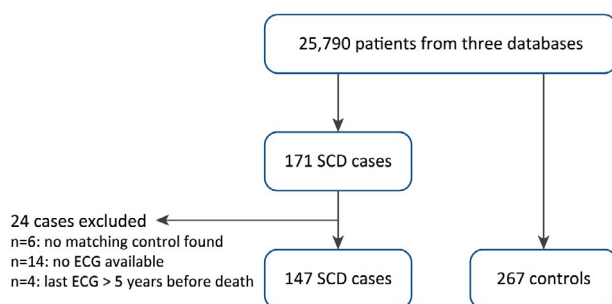 25,790 patients from three databases
171 SCD cases
24 cases excluded
n=6: no matching control found
n=14: no ECG available
n=4: last ECG > 5 years before death
147 SCD cases
267 controls